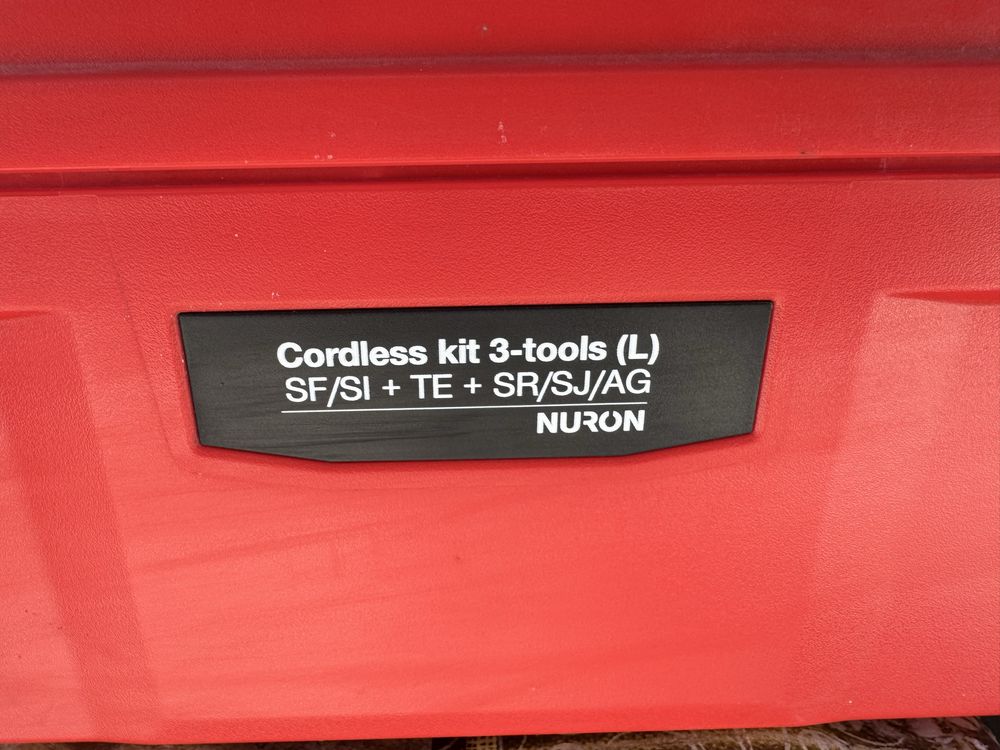 Cordless kit 3-tools (L)
SF/SI + TE + SR/SJ/AG
NURON